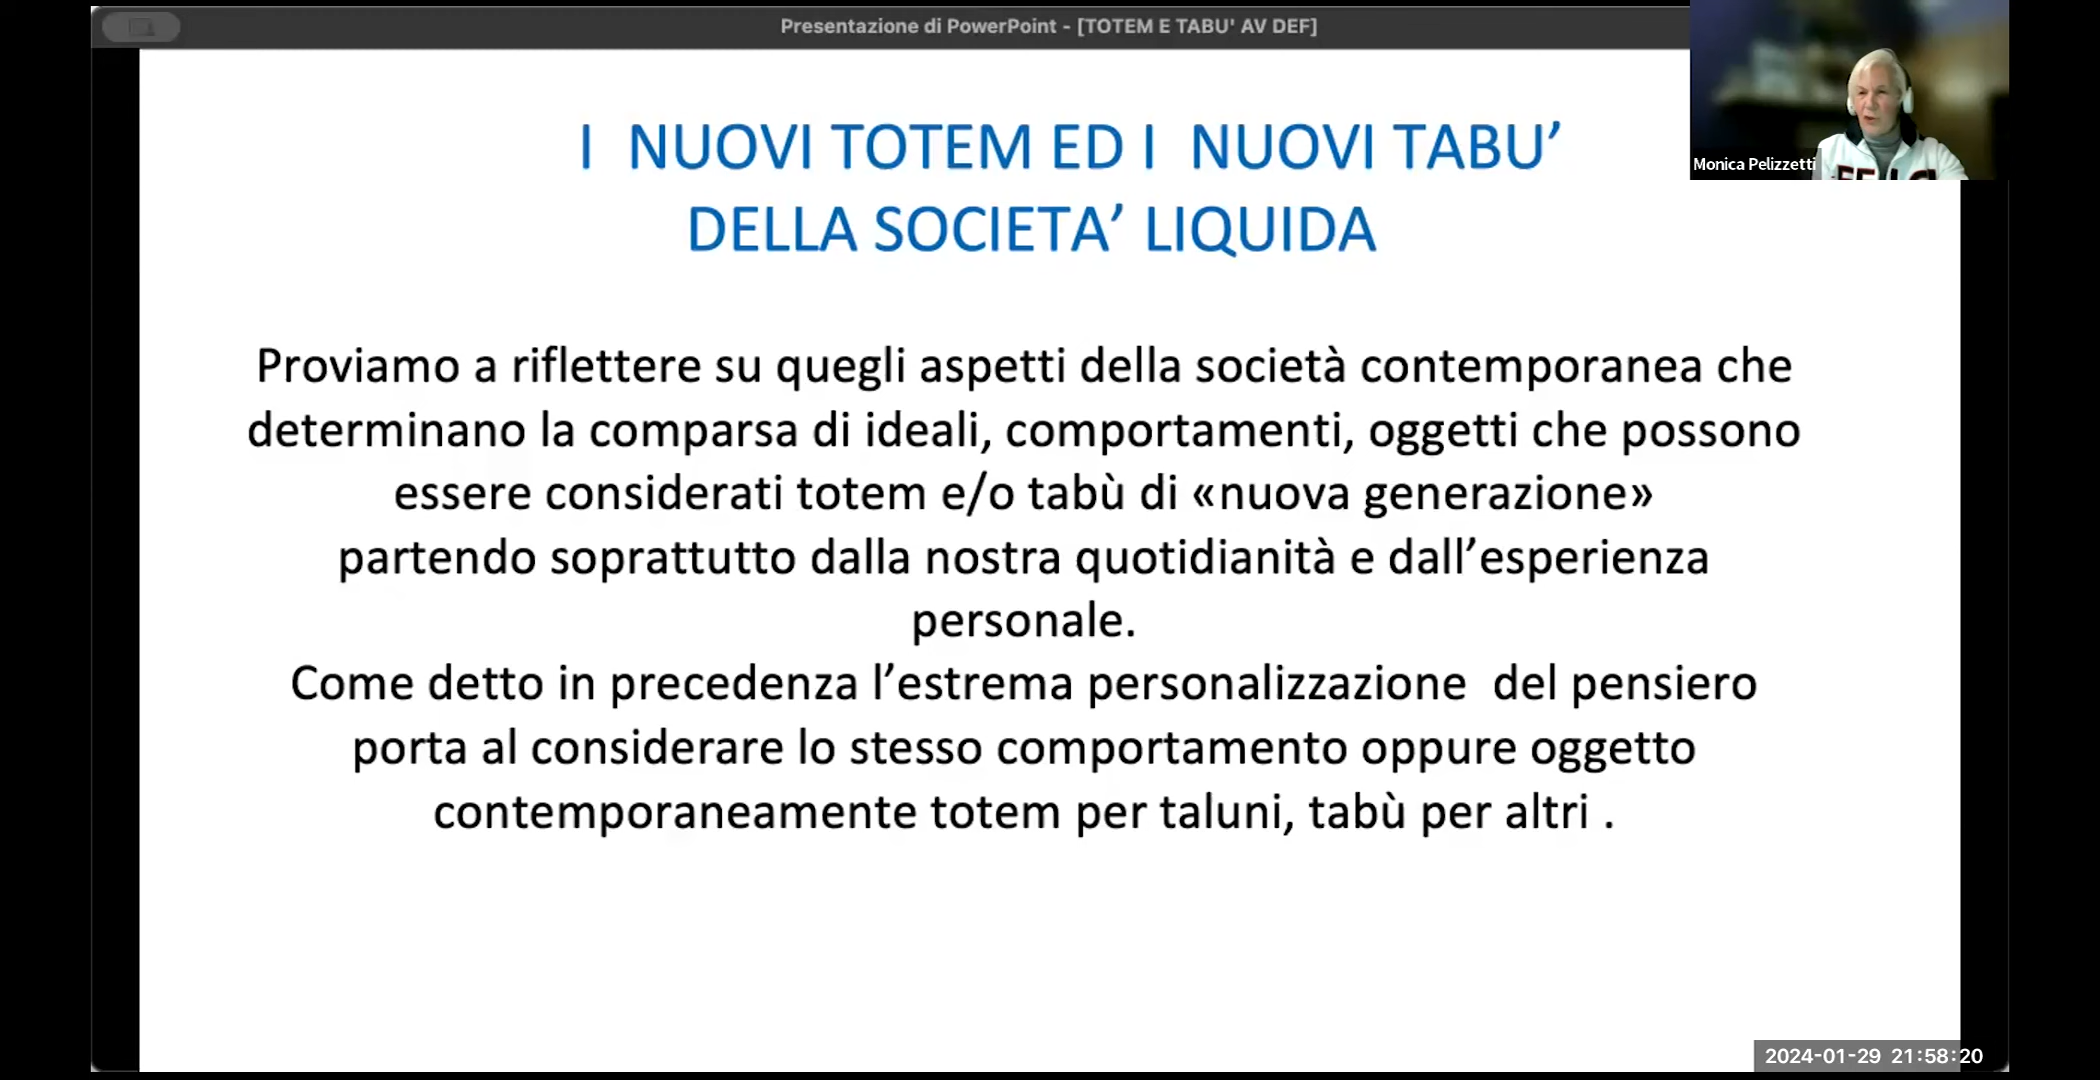 Presentazione di PowerPoint - [TOTEM E TABU' AV DEF]
Monica Pelizzetti
I NUOVI TOTEM ED I NUOVI TABU’
DELLA SOCIETA’ LIQUIDA
Proviamo a riflettere su quegli aspetti della società contemporanea che
determinano la comparsa di ideali, comportamenti, oggetti che possono
essere considerati totem e/o tabù di «nuova generazione»
partendo soprattutto dalla nostra quotidianità e dall’esperienza
personale.
Come detto in precedenza l’estrema personalizzazione del pensiero
porta al considerare lo stesso comportamento oppure oggetto
contemporaneamente totem per taluni, tabù per altri .
2024-01-29 21:58:20